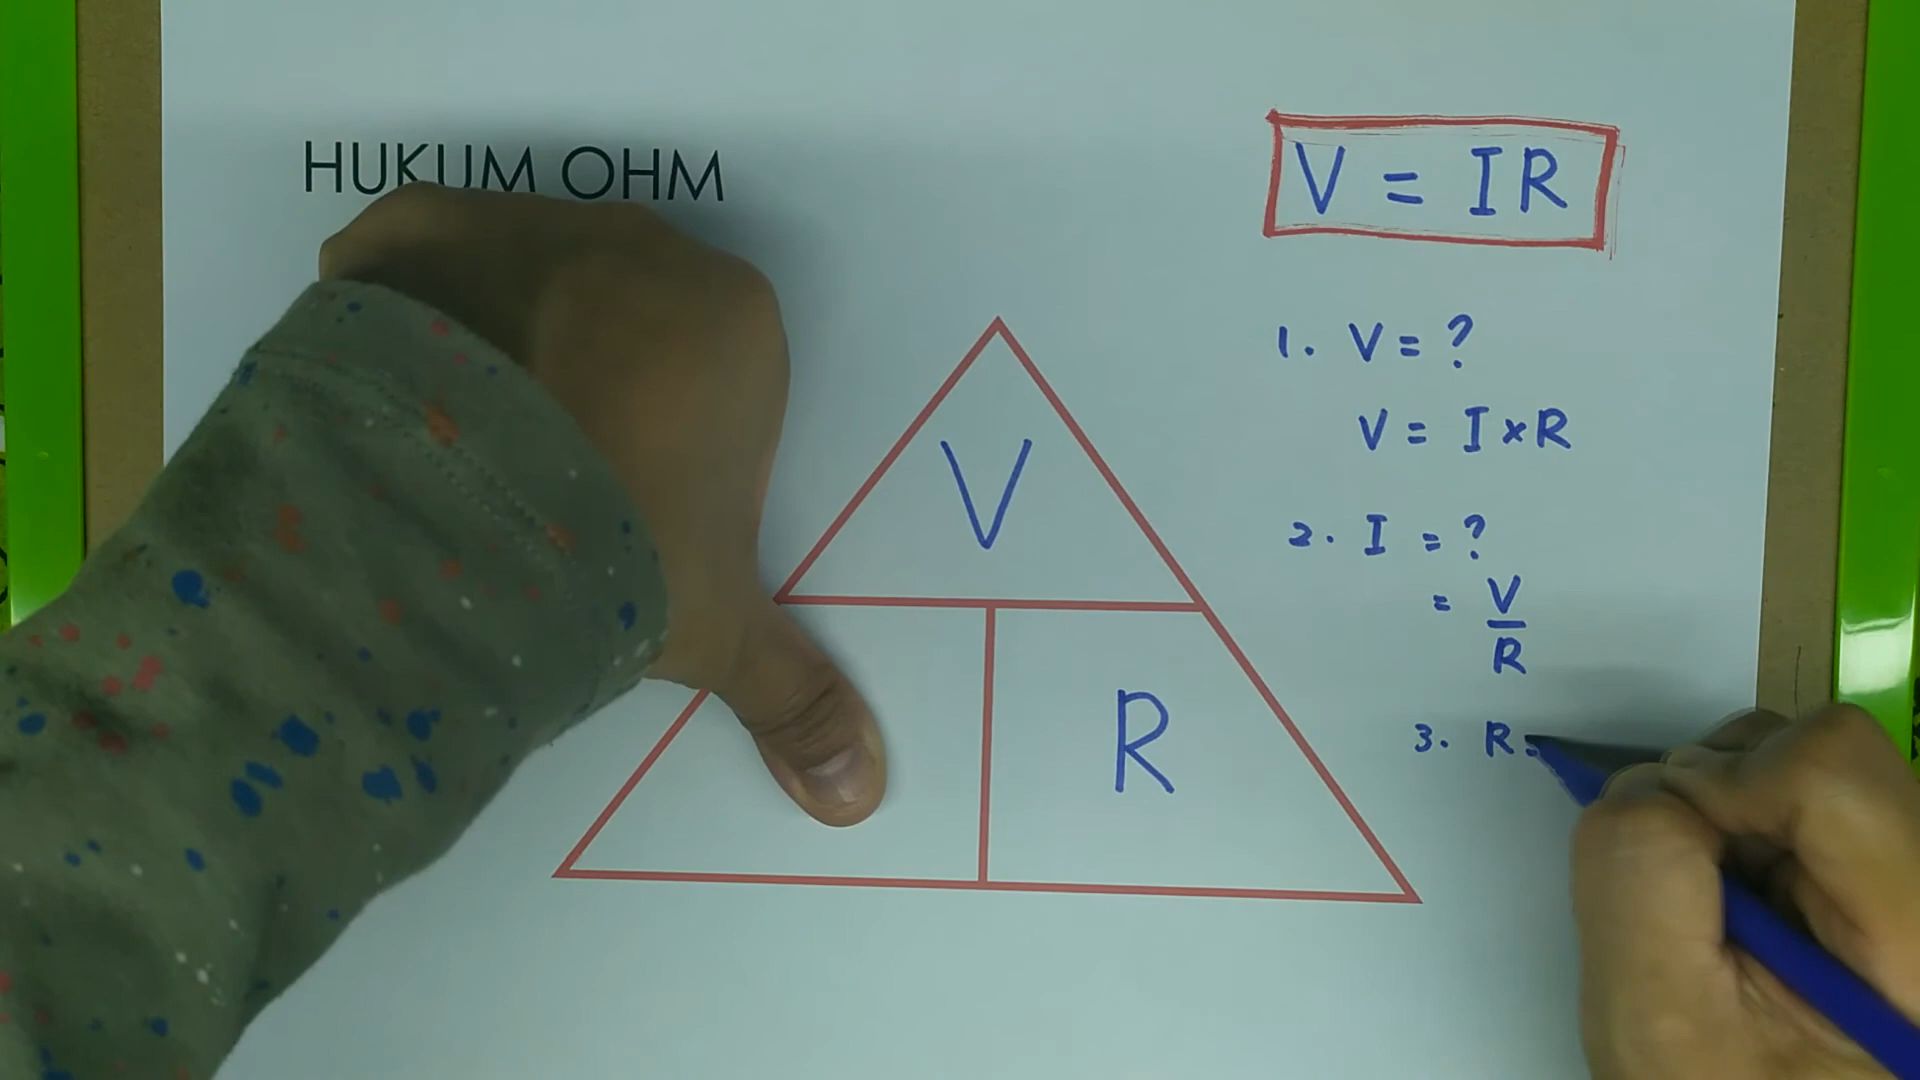 HUKUM OHM
V = IR
1. V = ?
V = I × R
2. I = ?
= V
R
3. R =
V
R